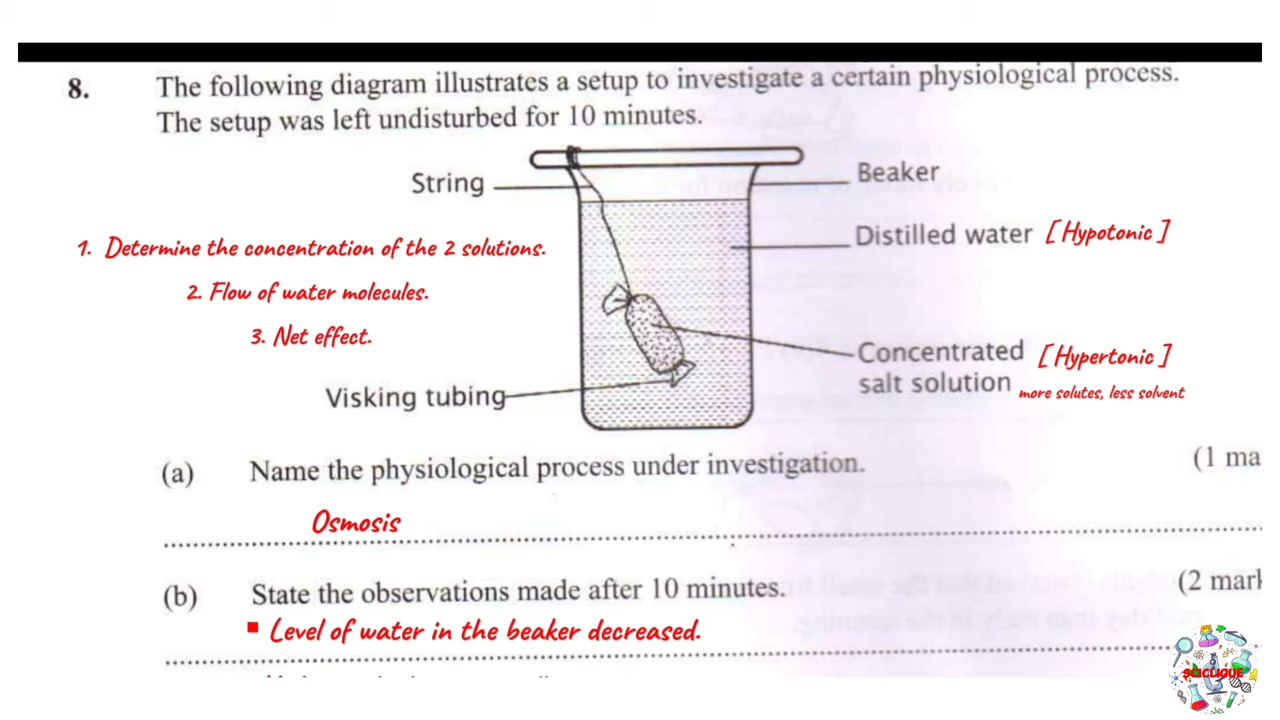 8. The following diagram illustrates a setup to investigate a certain physiological process.
The setup was left undisturbed for 10 minutes.
String
Beaker
1. Determine the concentration of the 2 solutions.
Distilled water [Hypotonic]
2. Flow of water molecules.
3. Net effect.
Concentrated [Hypertonic]
salt solution more solutes, less solvent
Visking tubing
(a) Name the physiological process under investigation. (1 ma
Osmosis
(b) State the observations made after 10 minutes. (2 mark
Level of water in the beaker decreased.
SCICLIQUE